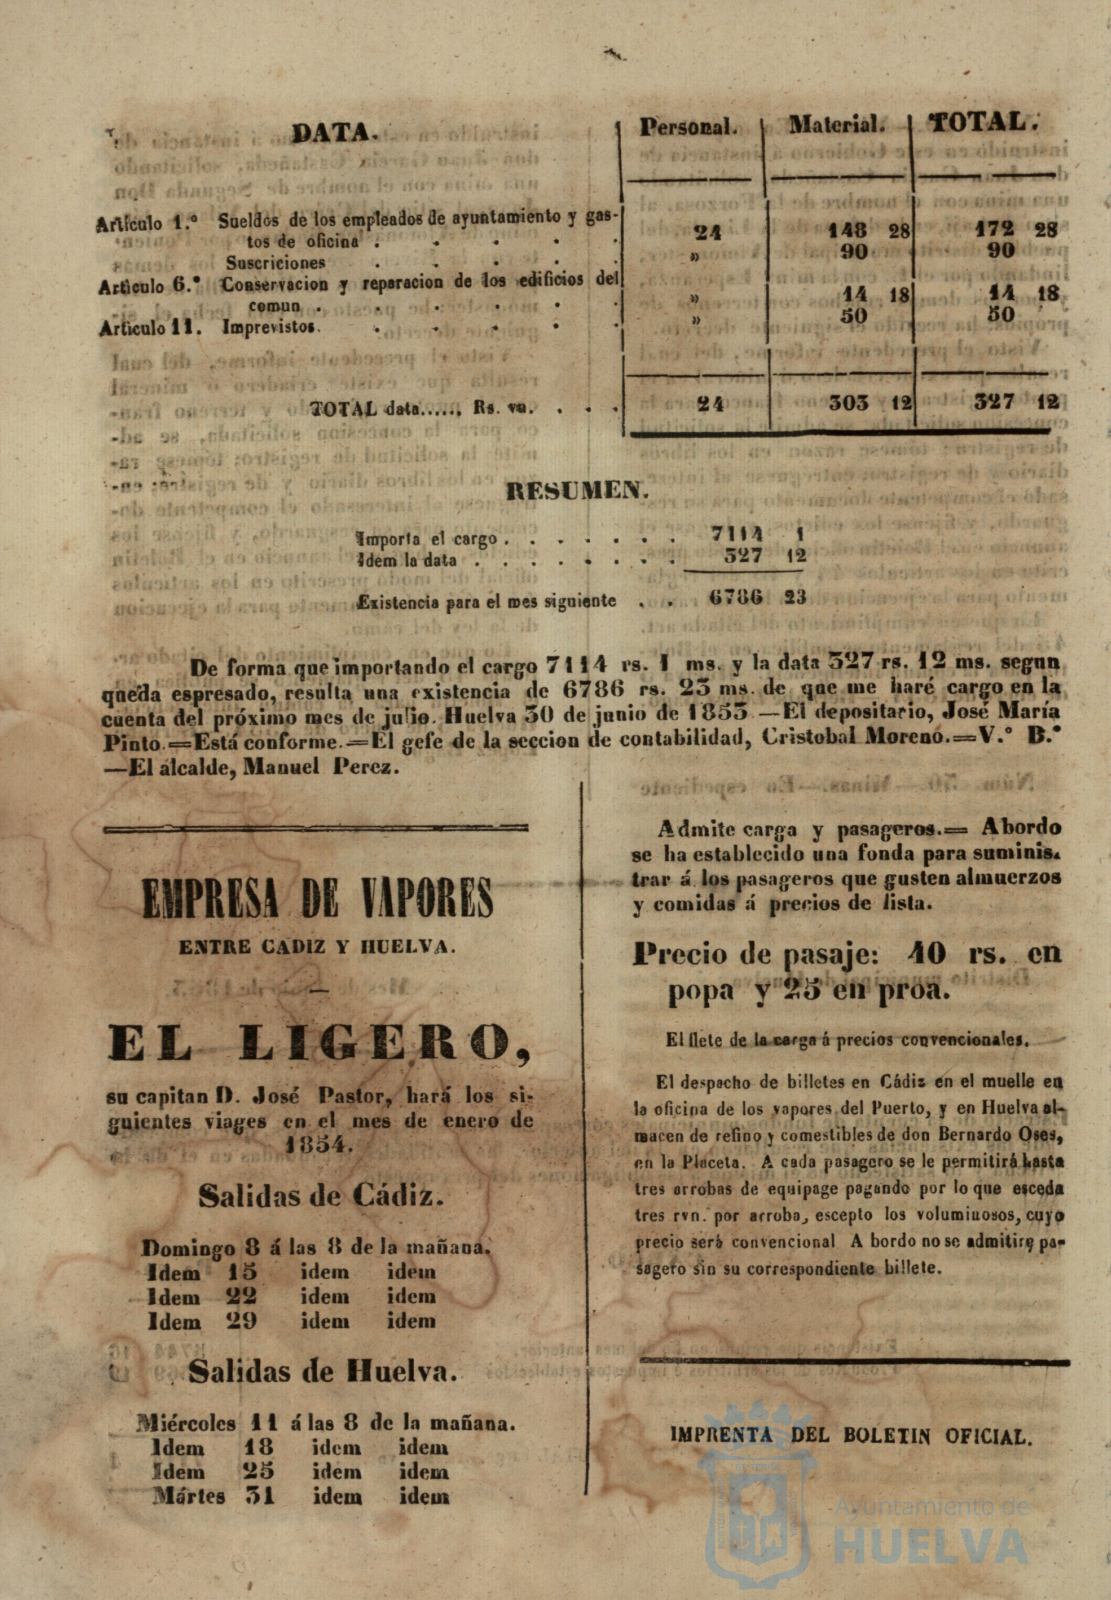 DATA.
Personal. Material. TOTAL.
Artículo 1.º Sueldos de los empleados de ayuntamiento y gas-
tos de oficina . . . . . 24 148 28 172 28
Suscriciones . . . . . » 90 90
Artículo 6.º Conservacion y reparacion de los edificios del
comun . . . . . . » 14 18 14 18
Artículo 11. Imprevistos. . . . . . » 50 50
TOTAL data..... Rs. vn. . . . 24 303 12 327 12
RESUMEN.
Importa el cargo . . . . . . . 7114 1
Idem la data . . . . . . . . 327 12
Existencia para el mes siguiente . . 6786 23
De forma que importando el cargo 7114 rs. 1 ms. y la data 327 rs. 12 ms. segun
queda espresado, resulta una existencia de 6786 rs. 23 ms. de que me haré cargo en la
cuenta del próximo mes de julio. Huelva 30 de junio de 1853.—El depositario, José María
Pinto.=Está conforme.=El gefe de la seccion de contabilidad, Cristobal Moreno.=V.º B.º
—El alcalde, Manuel Perez.
EMPRESA DE VAPORES
ENTRE CADIZ Y HUELVA.
EL LIGERO,
su capitan D. José Pastor, hará los si-
guientes viages en el mes de enero de
1854.
Salidas de Cádiz.
Domingo 8 á las 8 de la mañana.
Idem 15 idem idem
Idem 22 idem idem
Idem 29 idem idem
Salidas de Huelva.
Miércoles 11 á las 8 de la mañana.
Idem 18 idem idem
Idem 25 idem idem
Mártes 31 idem idem
Admite carga y pasageros.= Abordo
se ha establecido una fonda para suminis-
trar á los pasageros que gusten almuerzos
y comidas á precios de lista.
Precio de pasaje: 40 rs. en
popa y 25 en proa.
El flete de la carga á precios convencionales.
El despacho de billetes en Cádiz en el muelle en
la oficina de los vapores del Puerto, y en Huelva al-
macen de refino y comestibles de don Bernardo Oses,
en la Placeta. A cada pasagero se le permitirá hasta
tres arrobas de equipage pagando por lo que esceda
tres rvn. por arroba, escepto los voluminosos, cuyo
precio será convencional A bordo no se admitirá pa-
sagero sin su correspondiente billete.
IMPRENTA DEL BOLETIN OFICIAL.
Ayuntamiento de
HUELVA